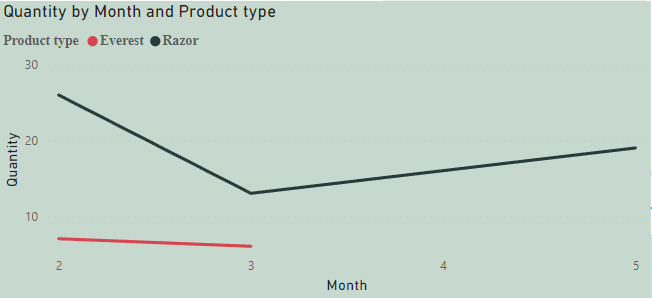 Quantity by Month and Product type
Product type Everest Razor
30
20
10
Quantity
2 3 4 5
Month